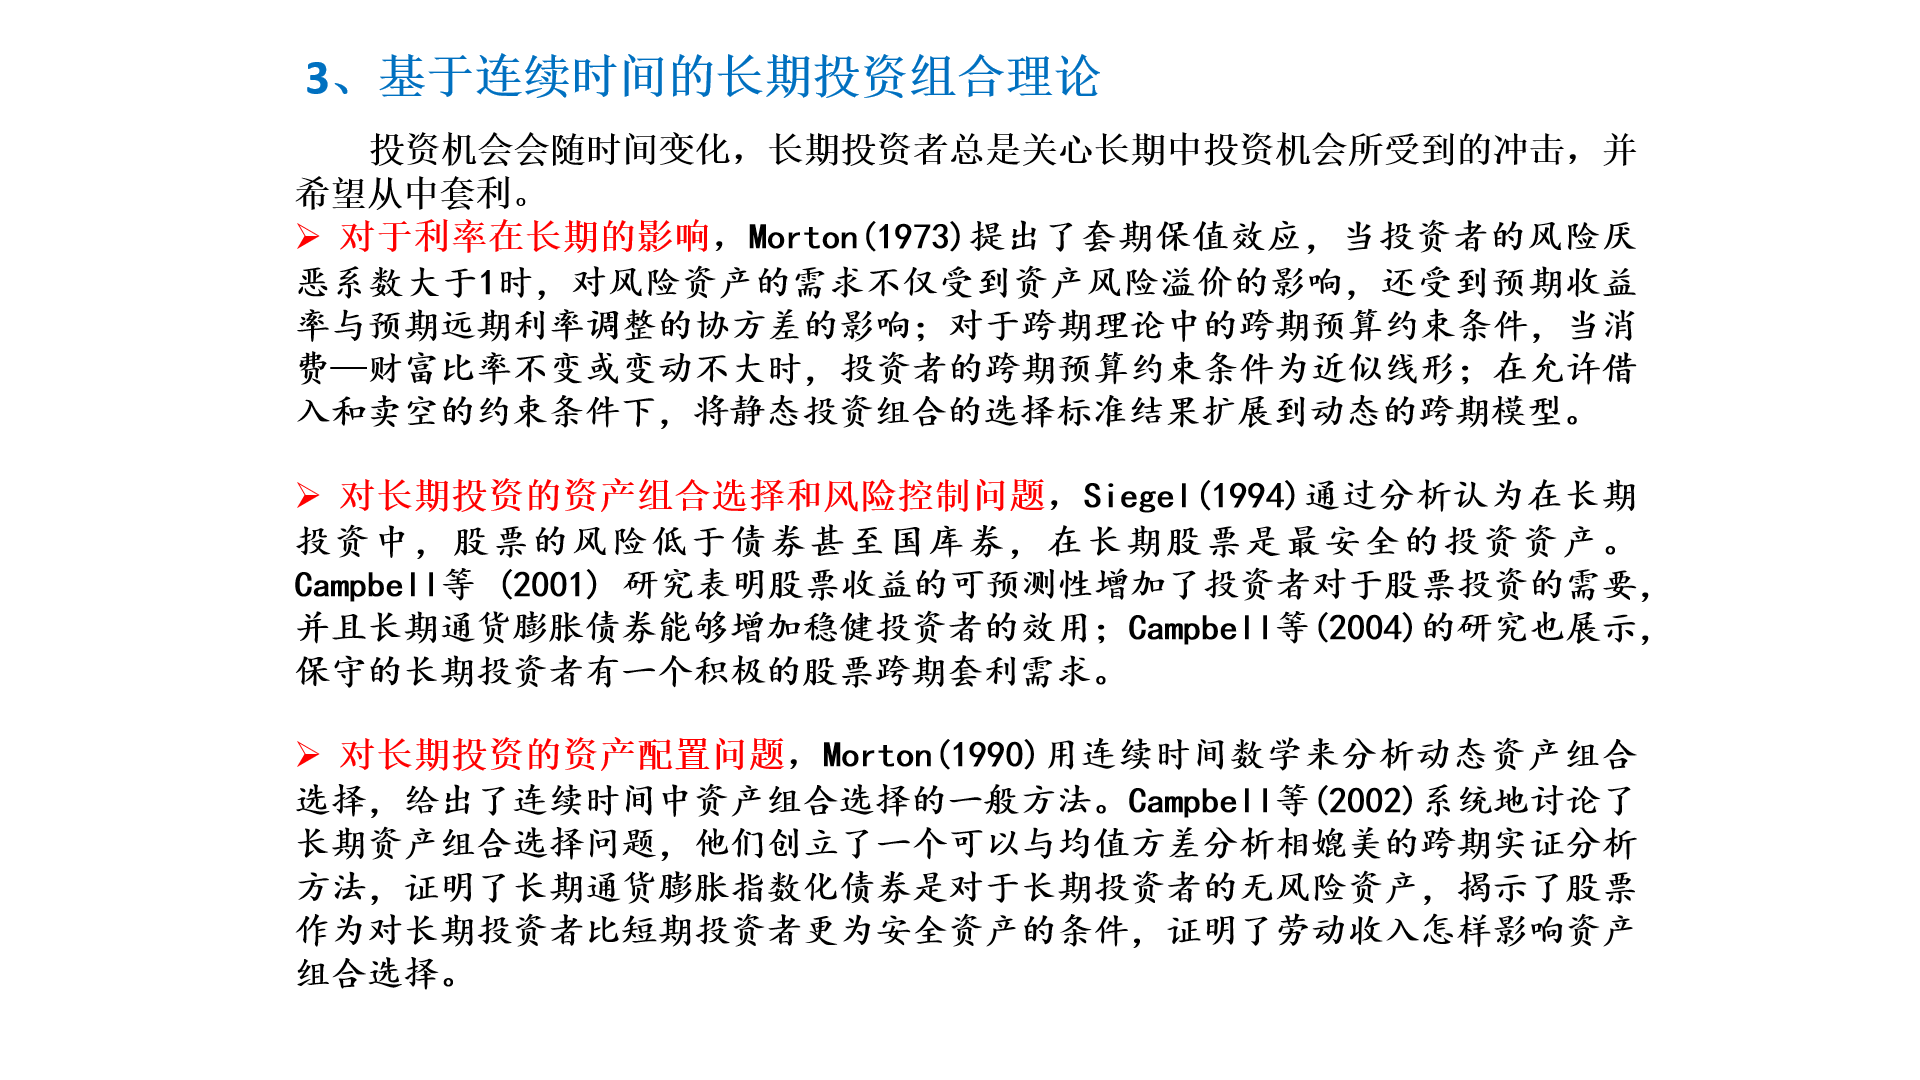 3、基于连续时间的长期投资组合理论
投资机会会随时间变化，长期投资者总是关心长期中投资机会所受到的冲击，并
希望从中套利。
➢ 对于利率在长期的影响，Morton(1973)提出了套期保值效应，当投资者的风险厌
恶系数大于1时，对风险资产的需求不仅受到资产风险溢价的影响，还受到预期收益
率与预期远期利率调整的协方差的影响；对于跨期理论中的跨期预算约束条件，当消
费—财富比率不变或变动不大时，投资者的跨期预算约束条件为近似线形；在允许借
入和卖空的约束条件下，将静态投资组合的选择标准结果扩展到动态的跨期模型。
➢ 对长期投资的资产组合选择和风险控制问题，Siegel(1994)通过分析认为在长期
投资中，股票的风险低于债券甚至国库券，在长期股票是最安全的投资资产。
Campbell等 (2001) 研究表明股票收益的可预测性增加了投资者对于股票投资的需要，
并且长期通货膨胀债券能够增加稳健投资者的效用；Campbell等(2004)的研究也展示，
保守的长期投资者有一个积极的股票跨期套利需求。
➢ 对长期投资的资产配置问题，Morton(1990)用连续时间数学来分析动态资产组合
选择，给出了连续时间中资产组合选择的一般方法。Campbell等(2002)系统地讨论了
长期资产组合选择问题，他们创立了一个可以与均值方差分析相媲美的跨期实证分析
方法，证明了长期通货膨胀指数化债券是对于长期投资者的无风险资产，揭示了股票
作为对长期投资者比短期投资者更为安全资产的条件，证明了劳动收入怎样影响资产
组合选择。